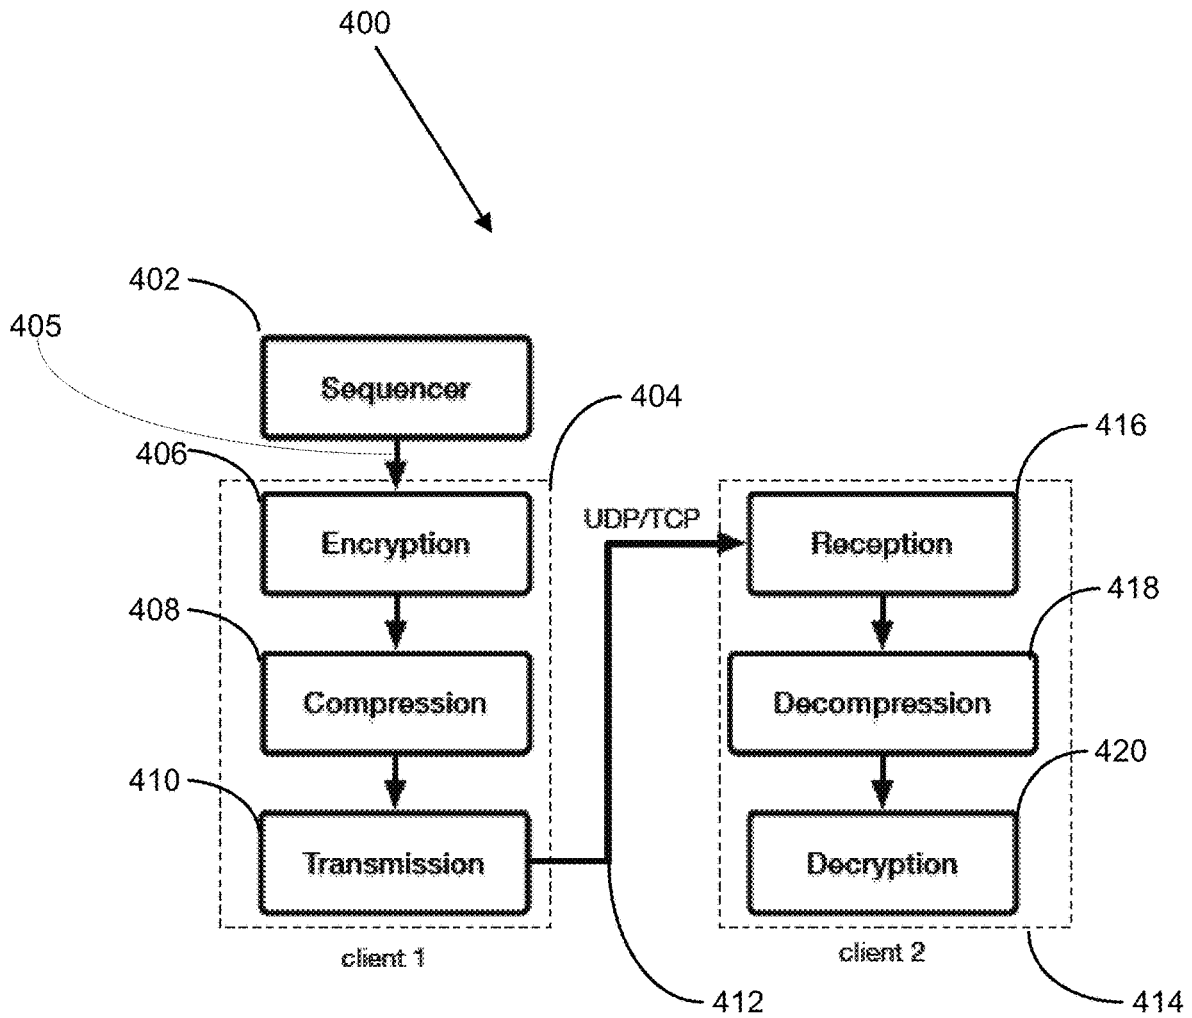 400
402
405
Sequencer
404
406
416
UDP/TCP
Encryption
Reception
408
418
Compression
Decompression
410
420
Transmission
Decryption
client 1
client 2
412
414